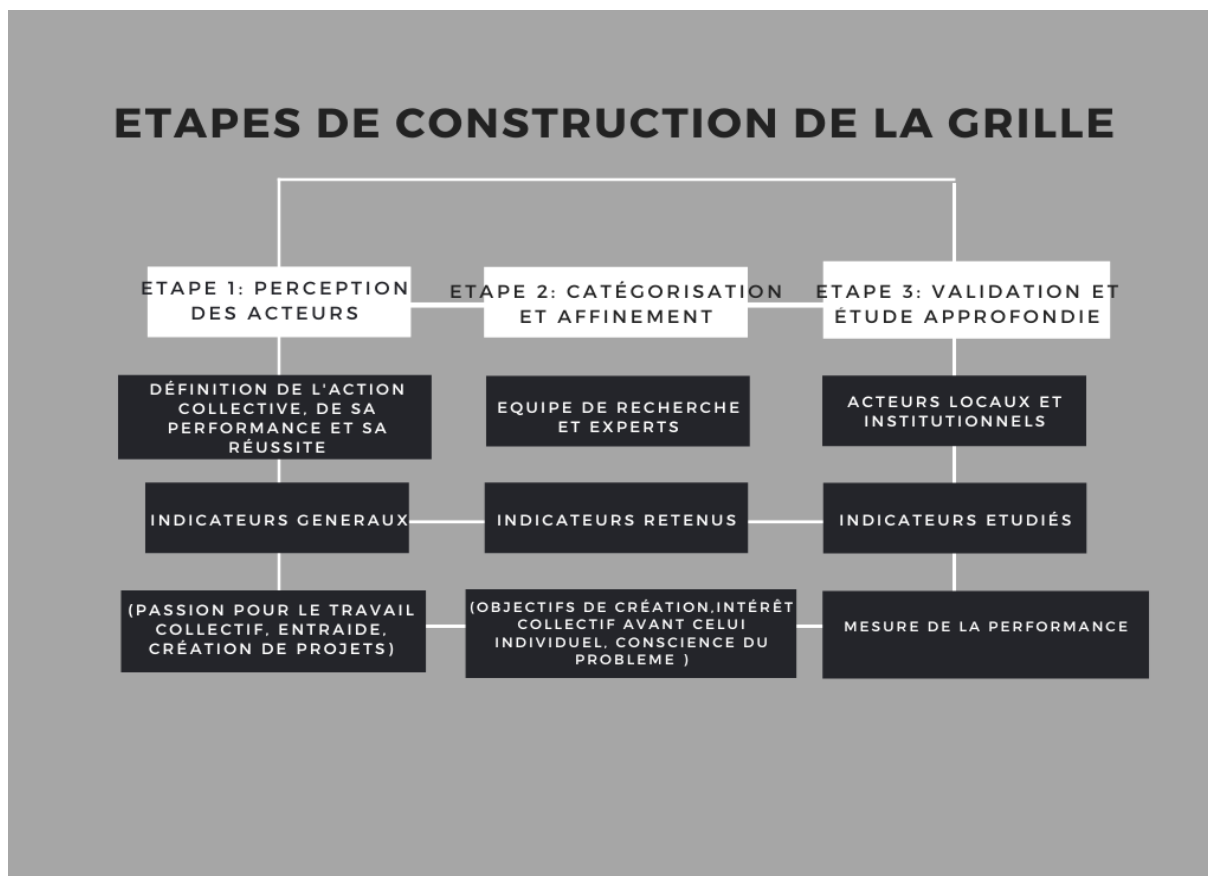 ETAPES DE CONSTRUCTION DE LA GRILLE
ETAPE 1: PERCEPTION
DES ACTEURS
ETAPE 2: CATÉGORISATION
ET AFFINEMENT
ETAPE 3: VALIDATION ET
ÉTUDE APPROFONDIE
DÉFINITION DE L'ACTION
COLLECTIVE, DE SA
PERFORMANCE ET SA
RÉUSSITE
EQUIPE DE RECHERCHE
ET EXPERTS
ACTEURS LOCAUX ET
INSTITUTIONNELS
INDICATEURS GENERAUX
INDICATEURS RETENUS
INDICATEURS ETUDIÉS
(PASSION POUR LE TRAVAIL
COLLECTIF, ENTRAIDE,
CRÉATION DE PROJETS)
(OBJECTIFS DE CRÉATION,INTÉRÊT
COLLECTIF AVANT CELUI
INDIVIDUEL, CONSCIENCE DU
PROBLEME )
MESURE DE LA PERFORMANCE